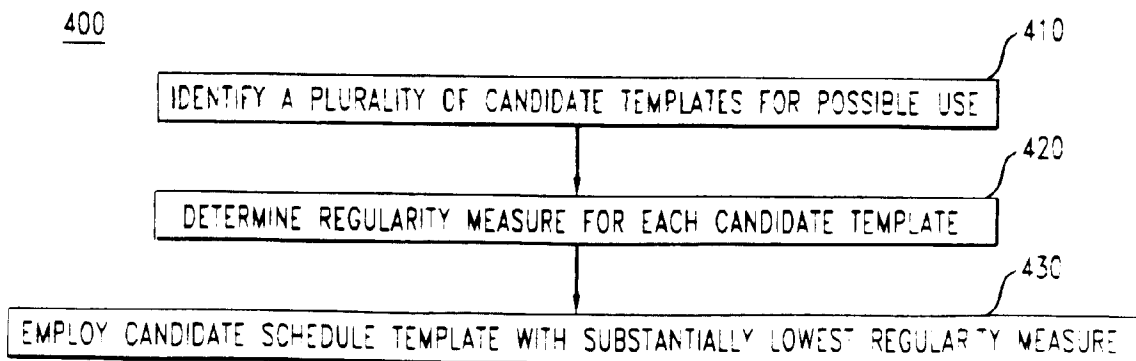 400
410
IDENTIFY A PLURALITY OF CANDIDATE TEMPLATES FOR POSSIBLE USE
420
DETERMINE REGULARITY MEASURE FOR EACH CANDIDATE TEMPLATE
430
EMPLOY CANDIDATE SCHEDULE TEMPLATE WITH SUBSTANTIALLY LOWEST REGULARITY MEASURE